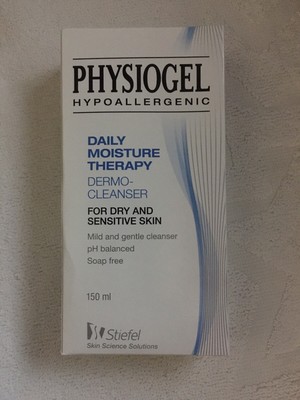 PHYSIOGEL
HYPOALLERGENIC
DAILY
MOISTURE
THERAPY
DERMO-
CLEANSER
FOR DRY AND
SENSITIVE SKIN
Mild and gentle cleanser
pH balanced
Soap free
150 ml
Stiefel
Skin Science Solutions